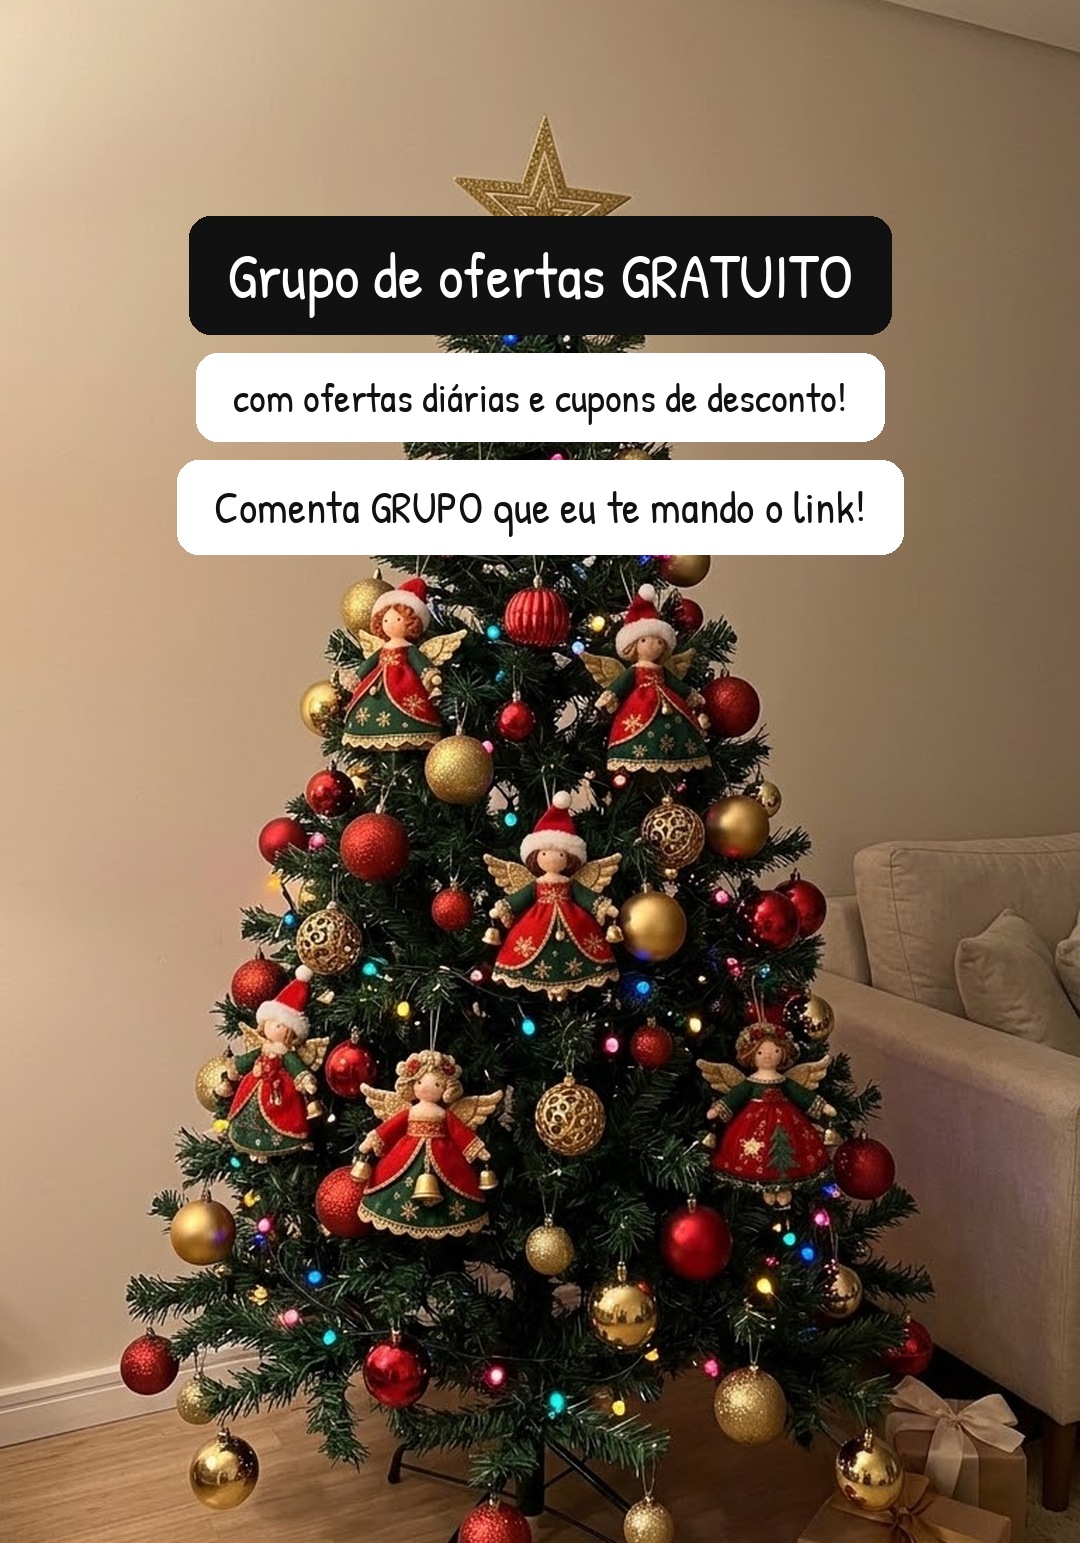 Grupo de ofertas GRATUITO
com ofertas diárias e cupons de desconto!
Comenta GRUPO que eu te mando o link!